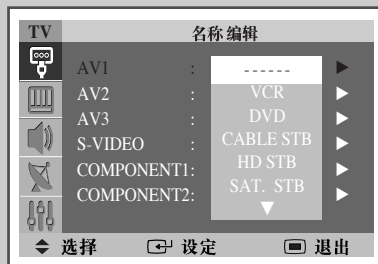 TV 名称编辑
AV1 : ------ ▶
AV2 : VCR ▶
AV3 : DVD ▶
S-VIDEO : CABLE STB ▶
COMPONENT1: HD STB ▶
COMPONENT2: SAT. STB ▶
▼
选择 设定 退出